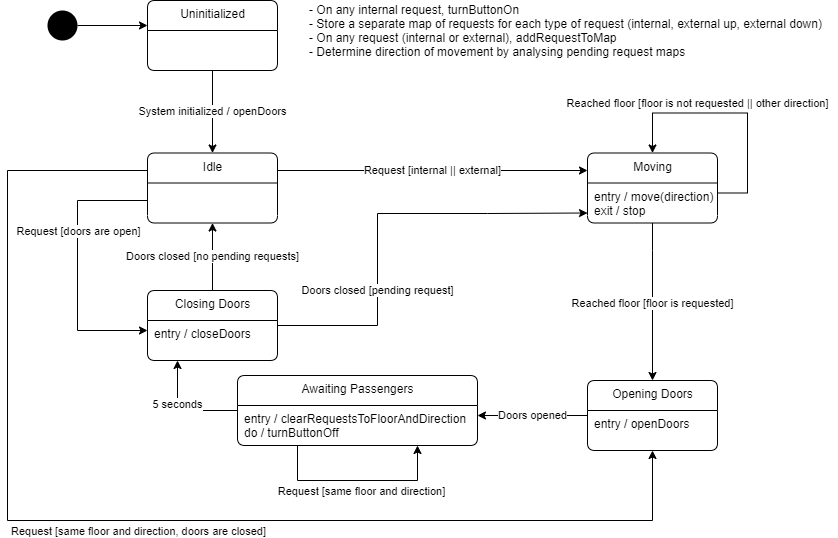 Uninitialized
- On any internal request, turnButtonOn
- Store a separate map of requests for each type of request (internal, external up, external down)
- On any request (internal or external), addRequestToMap
- Determine direction of movement by analysing pending request maps
System initialized / openDoors
Reached floor [floor is not requested || other direction]
Idle
Request [internal || external]
Moving
entry / move(direction)
exit / stop
Request [doors are open]
Doors closed [no pending requests]
Doors closed [pending request]
Closing Doors
entry / closeDoors
Reached floor [floor is requested]
Awaiting Passengers
entry / clearRequestsToFloorAndDirection
do / turnButtonOff
5 seconds
Doors opened
Opening Doors
entry / openDoors
Request [same floor and direction]
Request [same floor and direction, doors are closed]